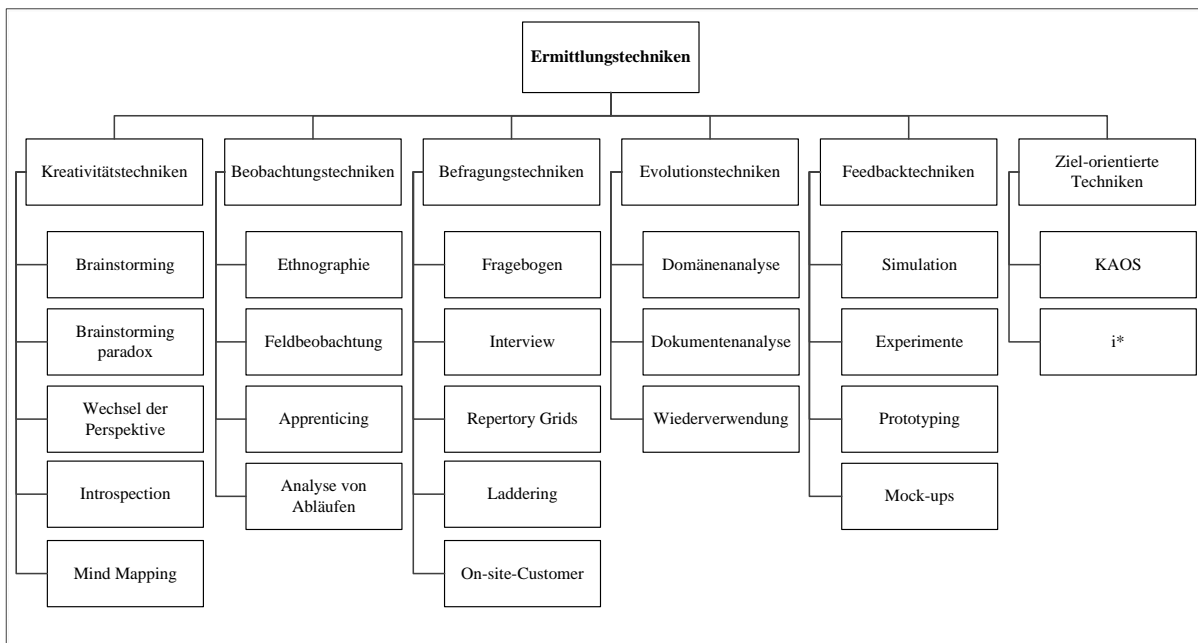 Ermittlungstechniken
Kreativitätstechniken
Brainstorming
Brainstorming
paradox
Wechsel der
Perspektive
Introspection
Mind Mapping
Beobachtungstechniken
Ethnographie
Feldbeobachtung
Apprenticing
Analyse von
Abläufen
Befragungstechniken
Fragebogen
Interview
Repertory Grids
Laddering
On-site-Customer
Evolutionstechniken
Domänenanalyse
Dokumentenanalyse
Wiederverwendung
Feedbacktechniken
Simulation
Experimente
Prototyping
Mock-ups
Ziel-orientierte
Techniken
KAOS
i*